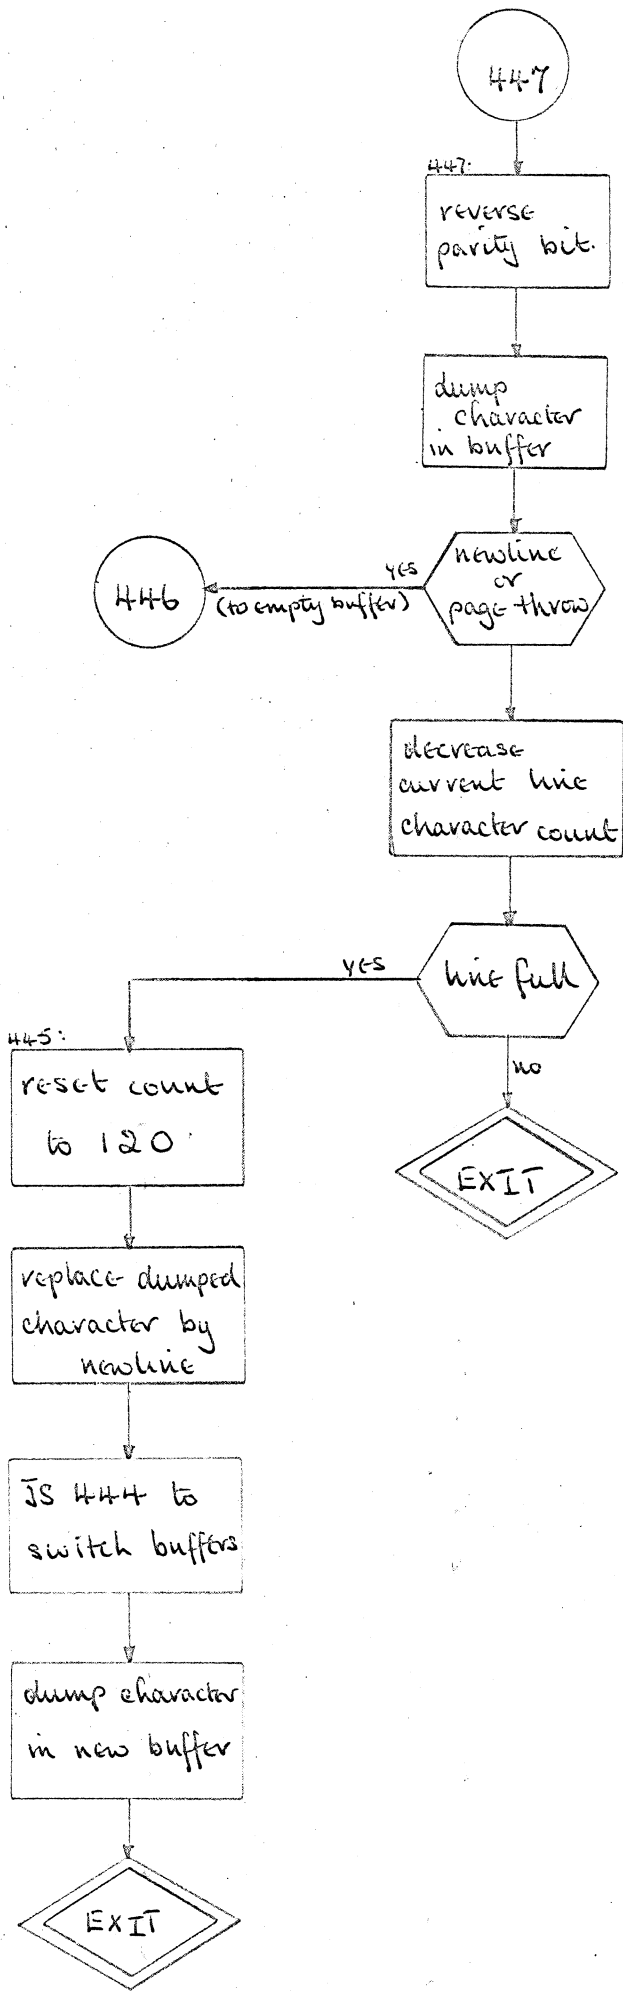 447
447:
reverse
parity bit.
dump
character
in buffer
newline
or
page throw
yes
(to empty buffer)
446
decrease
current line
character count
line full
yes
no
EXIT
445:
reset count
to 120
replace dumped
character by
newline
JS 444 to
switch buffers
dump character
in new buffer
EXIT